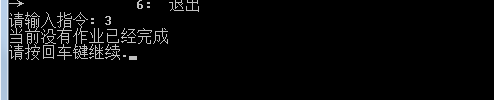 → 6: 退出
请输入指令：3
当前没有作业已经完成
请按回车键继续._